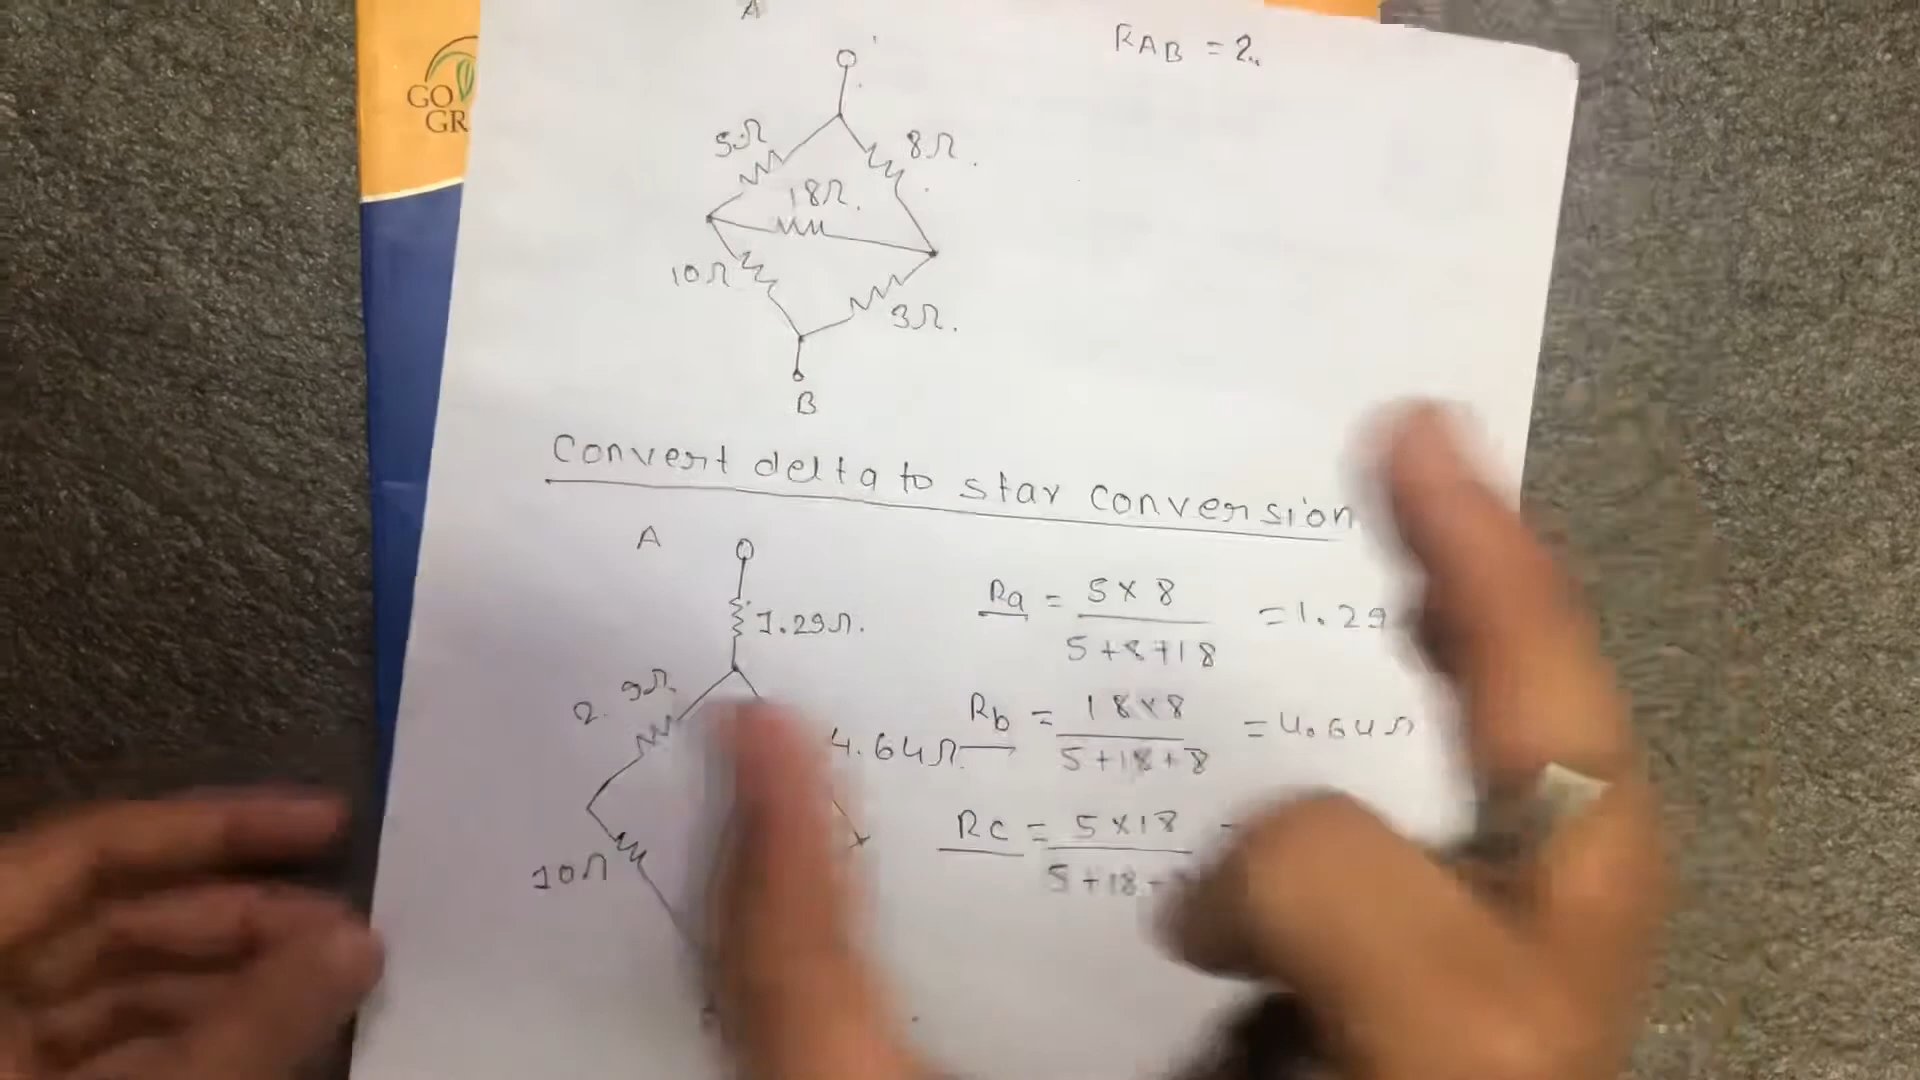 A
RAB = 2..
GO
GR
5Ω
8Ω.
18Ω.
10Ω
3Ω.
B
Convert delta to star conversion
A
1.29Ω.
Ra = 5 × 8 / 5+8+18 = 1.29
2.9Ω
Rb = 18×8 / 5+18+8 = 4.64Ω
4.64Ω
Rc = 5×18 / 5+18+
10Ω